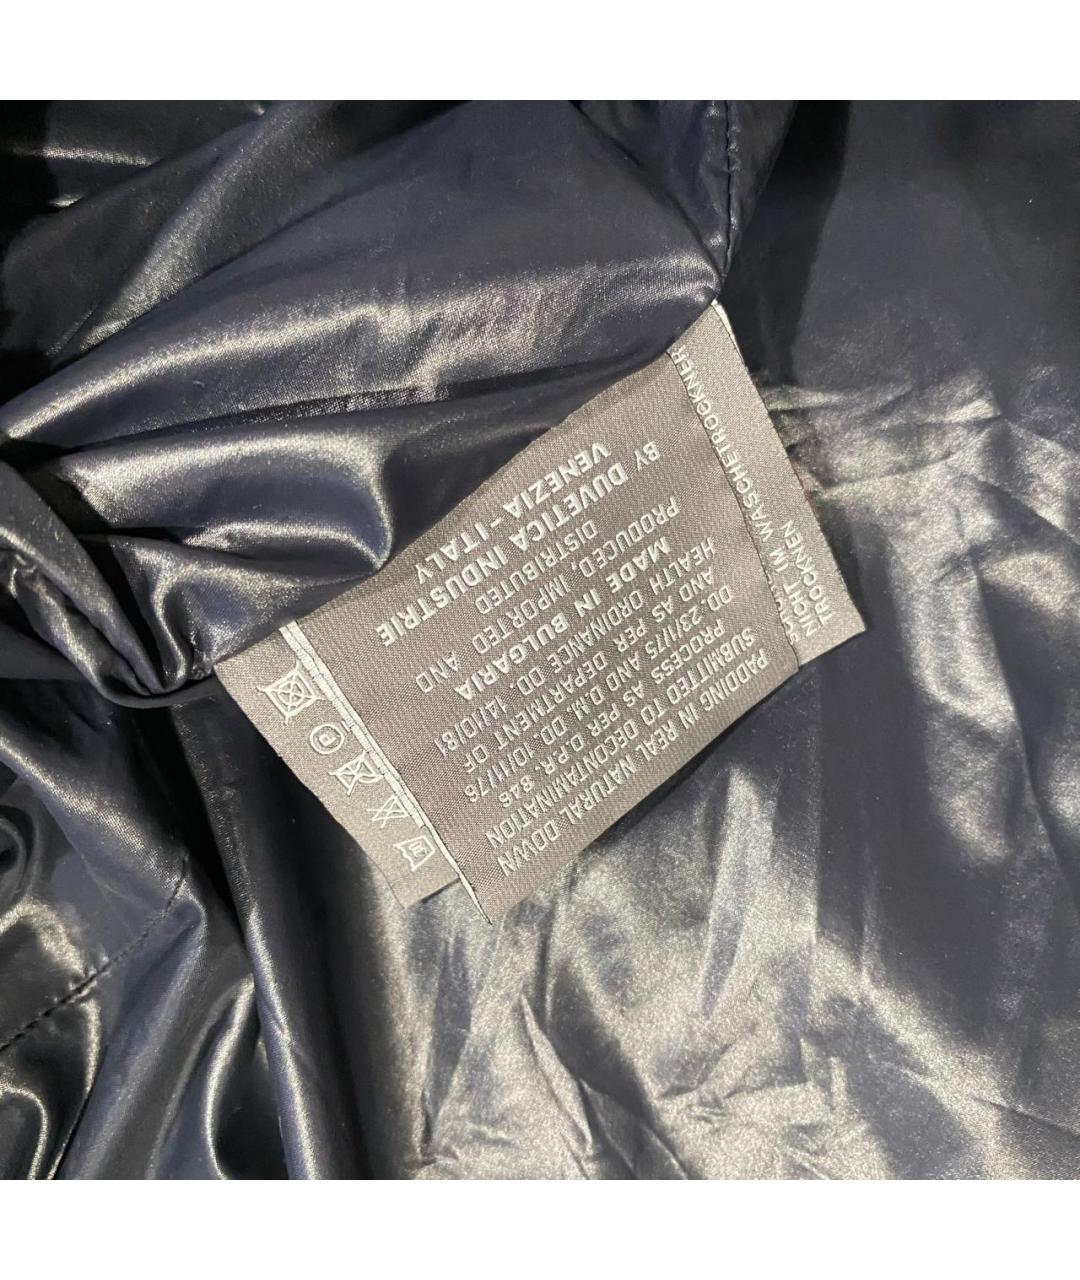 PADDING IN REAL NATURAL DOWN
SUBMITTED TO DECONTAMINATION
PROCESS AS PER D.P.R. 846
DD. 23/1/75 AND D.M. DD. 10/11/76
AND AS PER DEPARTMENT OF
HEALTH ORDINANCE DD. 14/10/81
MADE IN BULGARIA
PRODUCED, IMPORTED AND
DISTRIBUTED
BY DUVETICA INDUSTRIE
VENEZIA - ITALY
NICHT IM WASCHETROCKNER
TROCKNEN